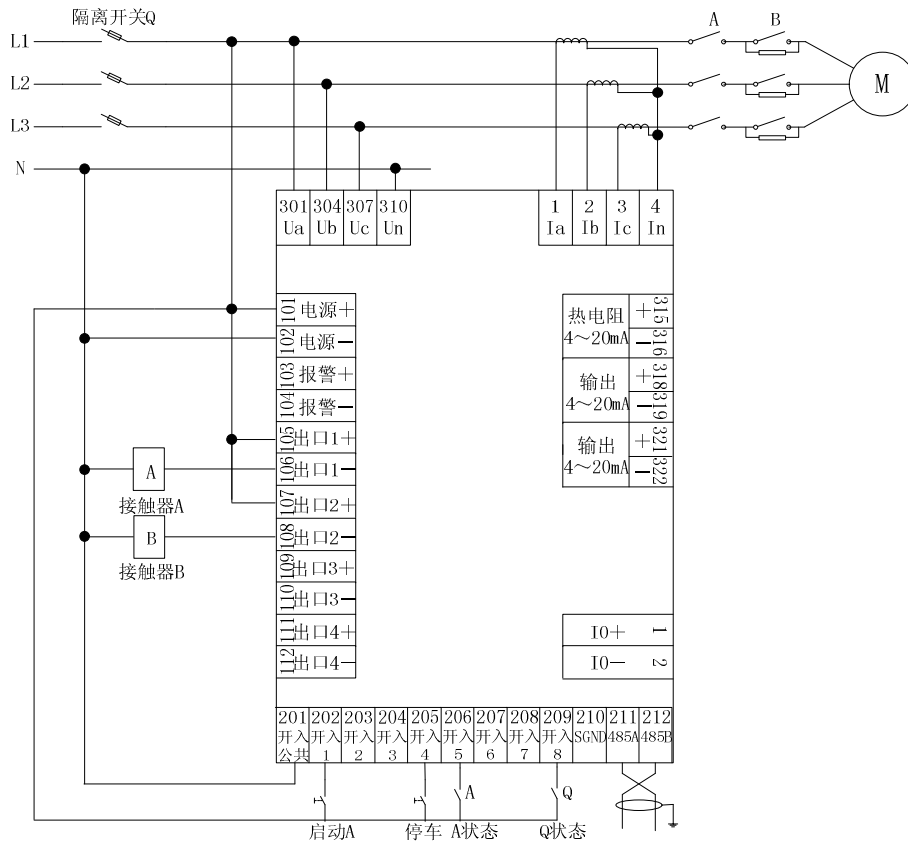 隔离开关Q
A B
L1
L2
L3
N
M
301 304 307 310
Ua Ub Uc Un
1 2 3 4
Ia Ib Ic In
101 电源+
102 电源-
103 报警+
104 报警-
105 出口1+
106 出口1-
107 出口2+
108 出口2-
109 出口3+
110 出口3-
111 出口4+
112 出口4-
A
接触器A
B
接触器B
热电阻 + 315
4~20mA - 316
输出 + 318
4~20mA - 319
输出 + 321
4~20mA - 322
I0+ 1
I0- 2
201 202 203 204 205 206 207 208 209 210 211 212
开入 开入 开入 开入 开入 开入 开入 开入 开入 SGND 485A 485B
公共 1 2 3 4 5 6 7 8
A Q
启动A 停车 A状态 Q状态